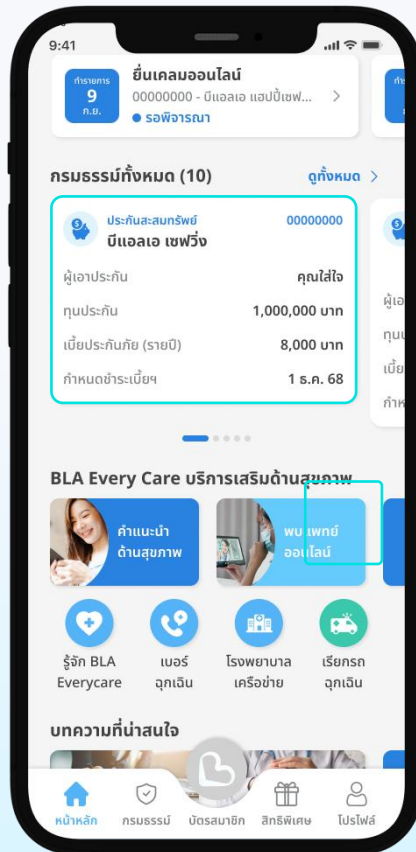 9:41
ทำรายการ
9
ก.ย.
ยื่นเคลมออนไลน์
00000000 - บีแอลเอ แฮปปี้เซฟ...
รอพิจารณา
กรมธรรม์ทั้งหมด (10)
ดูทั้งหมด
ประกันสะสมทรัพย์
00000000
บีแอลเอ เซฟวิ่ง
ผู้เอาประกัน
คุณใส่ใจ
ทุนประกัน
1,000,000 บาท
เบี้ยประกันภัย (รายปี)
8,000 บาท
กำหนดชำระเบี้ยฯ
1 ธ.ค. 68
BLA Every Care บริการเสริมด้านสุขภาพ
คำแนะนำ
ด้านสุขภาพ
พบแพทย์
ออนไลน์
รู้จัก BLA
Everycare
เบอร์
ฉุกเฉิน
โรงพยาบาล
เครือข่าย
เรียกรถ
ฉุกเฉิน
บทความที่น่าสนใจ
หน้าหลัก
กรมธรรม์
บัตรสมาชิก
สิทธิพิเศษ
โปรไฟล์